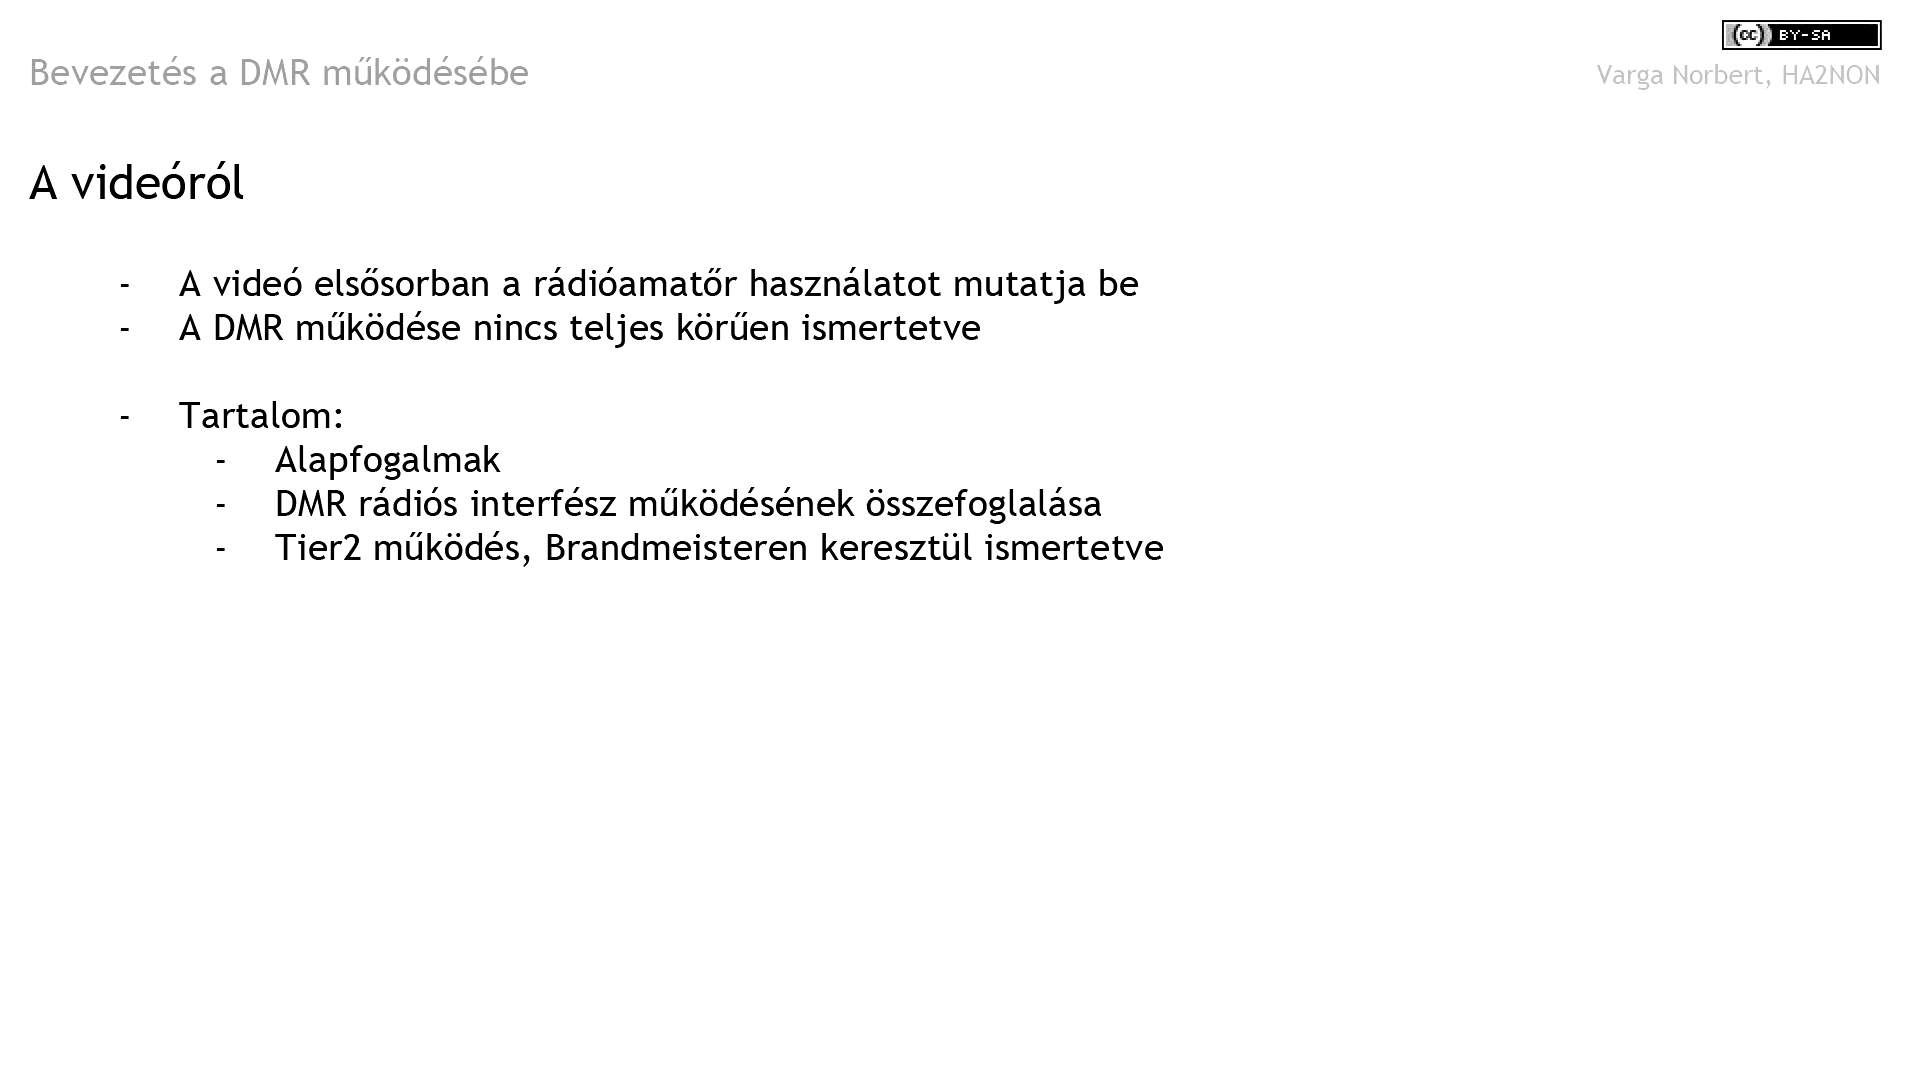 (cc) BY-SA
Bevezetés a DMR működésébe
Varga Norbert, HA2NON
A videóról
- A videó elsősorban a rádióamatőr használatot mutatja be
- A DMR működése nincs teljes körűen ismertetve
- Tartalom:
- Alapfogalmak
- DMR rádiós interfész működésének összefoglalása
- Tier2 működés, Brandmeisteren keresztül ismertetve